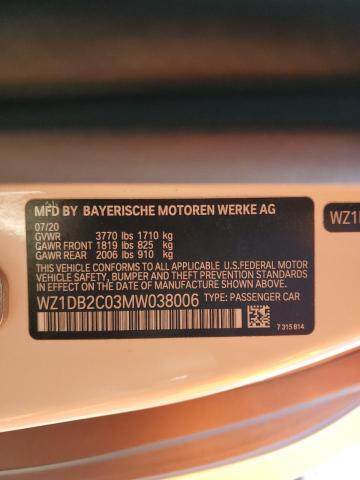 MFD BY BAYERISCHE MOTOREN WERKE AG
07/20
GVWR 3770 lbs 1710 kg
GAWR FRONT 1819 lbs 825 kg
GAWR REAR 2006 lbs 910 kg
THIS VEHICLE CONFORMS TO ALL APPLICABLE U.S.FEDERAL MOTOR
VEHICLE SAFETY, BUMPER AND THEFT PREVENTION STANDARDS
IN EFFECT ON THE DATE OF MANUFACTURE SHOWN ABOVE.
WZ1DB2C03MW038006 TYPE: PASSENGER CAR
7 315 814
WZ1